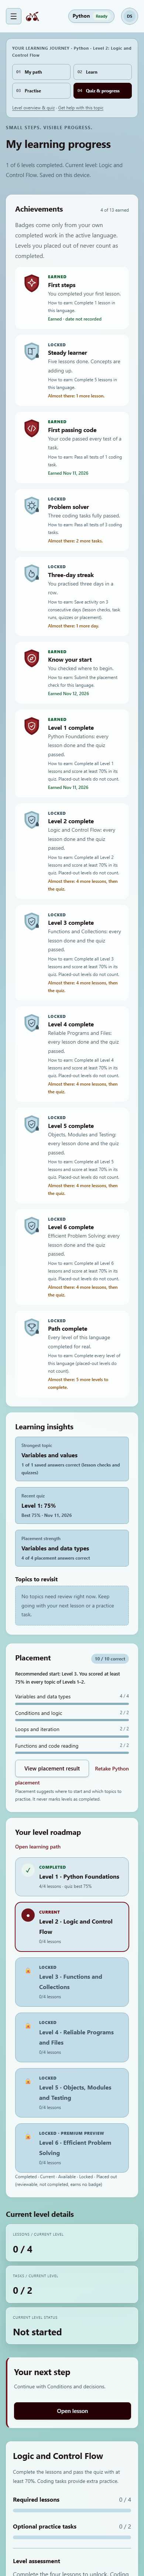 Python Ready
DS
YOUR LEARNING JOURNEY · Python · Level 2: Logic and
Control Flow
01 My path
02 Learn
03 Practise
04 Quiz & progress
Level overview & quiz · Get help with this topic
SMALL STEPS. VISIBLE PROGRESS.
My learning progress
1 of 6 levels completed. Current level: Logic and
Control Flow. Saved on this device.
Achievements
4 of 13 earned
Badges come only from your own
completed work in the active language.
Levels you placed out of never count as
completed.
EARNED
First steps
You completed your first lesson.
How to earn: Complete 1 lesson in
this language.
Earned · date not recorded
LOCKED
Steady learner
Five lessons done. Concepts are
adding up.
How to earn: Complete 5 lessons in
this language.
Almost there: 1 more lesson.
EARNED
First passing code
Your code passed every test of a
task.
How to earn: Pass all tests of 1 coding
task.
Earned Nov 11, 2026
LOCKED
Problem solver
Three coding tasks fully passed.
How to earn: Pass all tests of 3 coding
tasks.
Almost there: 2 more tasks.
LOCKED
Three-day streak
You practised three days in a
row.
How to earn: Save activity on 3
consecutive days (lesson checks, task
runs, quizzes or placement).
Almost there: 1 more day.
EARNED
Know your start
You checked where to begin.
How to earn: Submit the placement
check for this language.
Earned Nov 12, 2026
EARNED
Level 1 complete
Python Foundations: every
lesson done and the quiz
passed.
How to earn: Complete all Level 1
lessons and score at least 70% in its
quiz. Placed-out levels do not count.
Earned Nov 11, 2026
LOCKED
Level 2 complete
Logic and Control Flow: every
lesson done and the quiz
passed.
How to earn: Complete all Level 2
lessons and score at least 70% in its
quiz. Placed-out levels do not count.
Almost there: 4 more lessons, then
the quiz.
LOCKED
Level 3 complete
Functions and Collections: every
lesson done and the quiz
passed.
How to earn: Complete all Level 3
lessons and score at least 70% in its
quiz. Placed-out levels do not count.
Almost there: 4 more lessons, then
the quiz.
LOCKED
Level 4 complete
Reliable Programs and Files:
every lesson done and the quiz
passed.
How to earn: Complete all Level 4
lessons and score at least 70% in its
quiz. Placed-out levels do not count.
Almost there: 4 more lessons, then
the quiz.
LOCKED
Level 5 complete
Objects, Modules and Testing:
every lesson done and the quiz
passed.
How to earn: Complete all Level 5
lessons and score at least 70% in its
quiz. Placed-out levels do not count.
Almost there: 4 more lessons, then
the quiz.
LOCKED
Level 6 complete
Efficient Problem Solving: every
lesson done and the quiz
passed.
How to earn: Complete all Level 6
lessons and score at least 70% in its
quiz. Placed-out levels do not count.
Almost there: 4 more lessons, then
the quiz.
LOCKED
Path complete
Every level of this language
completed for real.
How to earn: Complete every level of
this language (placed-out levels do
not count).
Almost there: 5 more levels to
complete.
Learning insights
Strongest topic
Variables and values
1 of 1 saved answers correct (lesson checks and
quizzes)
Recent quiz
Level 1: 75%
Best 75% · Nov 11, 2026
Placement strength
Variables and data types
4 of 4 placement answers correct
Topics to revisit
No topics need review right now. Keep
going with your next lesson or a practice
task.
Placement
10 / 10 correct
Recommended start: Level 3. You scored at least
75% in every topic of Levels 1–2.
Variables and data types 4 / 4
Conditions and logic 2 / 2
Loops and iteration 2 / 2
Functions and code reading 2 / 2
View placement result
Retake Python
placement
Placement suggests where to start and which topics to
practise. It never marks levels as completed.
Your level roadmap
Open learning path
✓
COMPLETED
Level 1 · Python Foundations
4/4 lessons · quiz best 75%
CURRENT
Level 2 · Logic and Control
Flow
0/4 lessons
LOCKED
Level 3 · Functions and
Collections
0/4 lessons
LOCKED
Level 4 · Reliable Programs
and Files
0/4 lessons
LOCKED
Level 5 · Objects, Modules
and Testing
0/4 lessons
LOCKED · PREMIUM PREVIEW
Level 6 · Efficient Problem
Solving
0/4 lessons
Completed · Current · Available · Locked · Placed out
(reviewable, not completed, earns no badge)
Current level details
LESSONS / CURRENT LEVEL
0 / 4
TASKS / CURRENT LEVEL
0 / 2
CURRENT LEVEL STATUS
Not started
Your next step
Continue with Conditions and decisions.
Open lesson
Logic and Control Flow
Complete the lessons and pass the quiz with at
least 70%. Coding tasks provide extra practice.
Required lessons 0 / 4
Optional practice tasks 0 / 2
Level assessment
Complete the four lessons to unlock. Coding